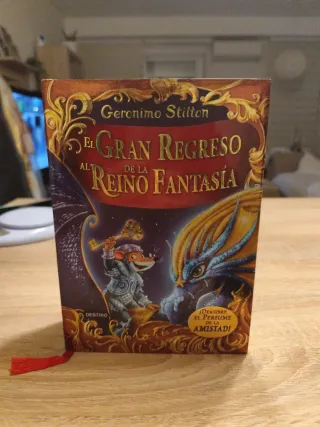 Geronimo Stilton
EL GRAN REGRESO
AL REINO DE LA FANTASÍA
DESTINO
¡DESCUBRE
EL PERFUME
DE LA
AMISTAD!